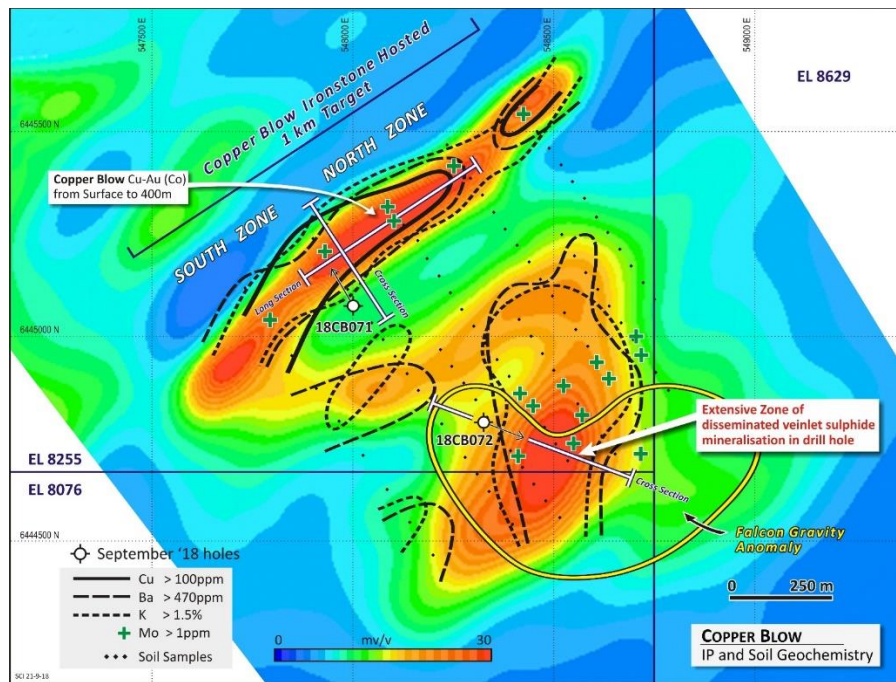 547500 E
548000 E
548500 E
549000 E
EL 8629
Copper Blow Ironstone Hosted
1 km Target
6445500 N
NORTH ZONE
SOUTH ZONE
Copper Blow Cu-Au (Co)
from Surface to 400m
Long Section
Cross Section
18CB071
6445000 N
18CB072
Extensive Zone of
disseminated veinlet sulphide
mineralisation in drill hole
EL 8255
EL 8076
Cross Section
6444500 N
Falcon Gravity
Anomaly
September '18 holes
Cu > 100ppm
Ba > 470ppm
K > 1.5%
Mo > 1ppm
Soil Samples
0 mv/v 30
0 250 m
COPPER BLOW
IP and Soil Geochemistry
SCI 21-9-18